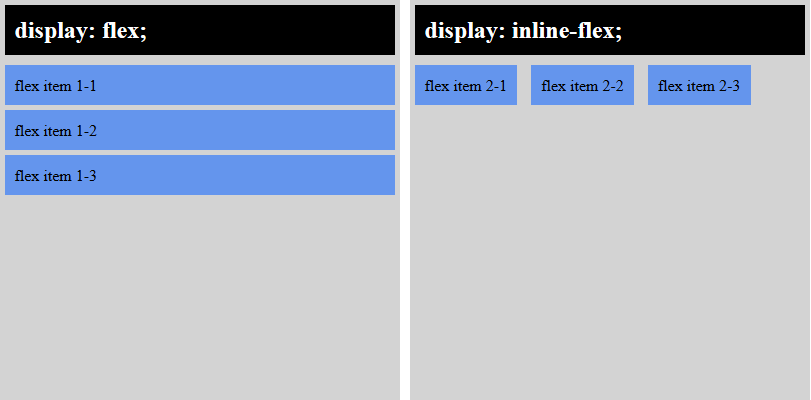 display: flex;
flex item 1-1
flex item 1-2
flex item 1-3
display: inline-flex;
flex item 2-1 flex item 2-2 flex item 2-3